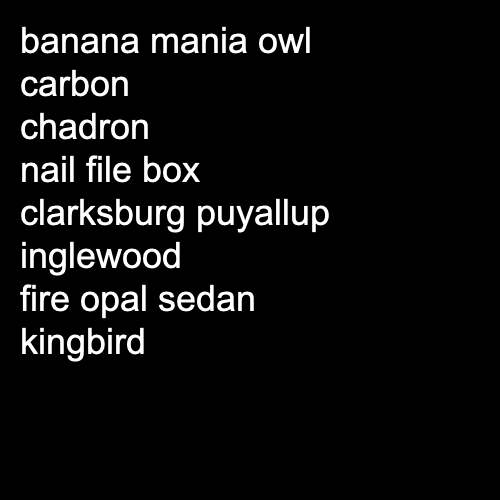 banana mania owl
carbon
chadron
nail file box
clarksburg puyallup
inglewood
fire opal sedan
kingbird